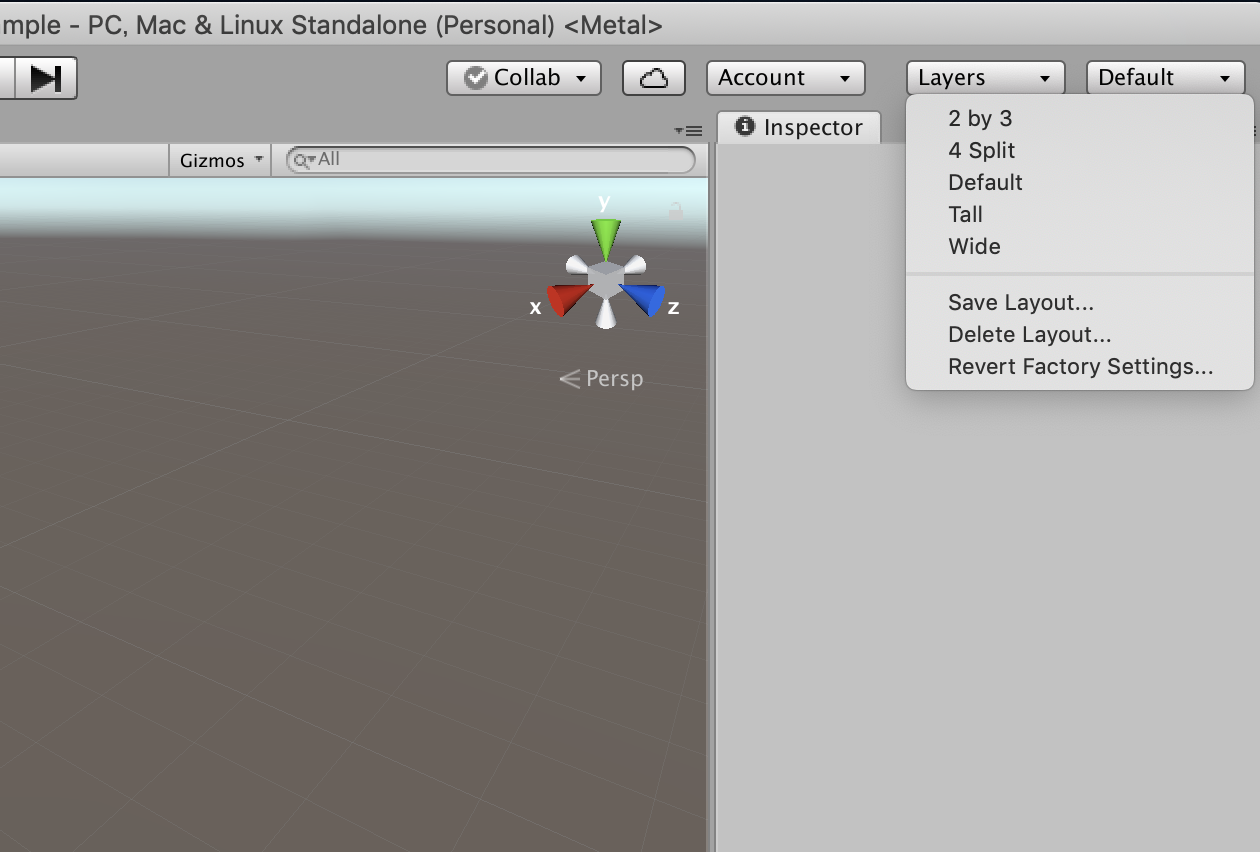 mple - PC, Mac & Linux Standalone (Personal) <Metal>
Collab
Account
Layers
Default
Inspector
Gizmos
All
2 by 3
4 Split
Default
Tall
Wide
Save Layout...
Delete Layout...
Revert Factory Settings...
y
x
z
Persp